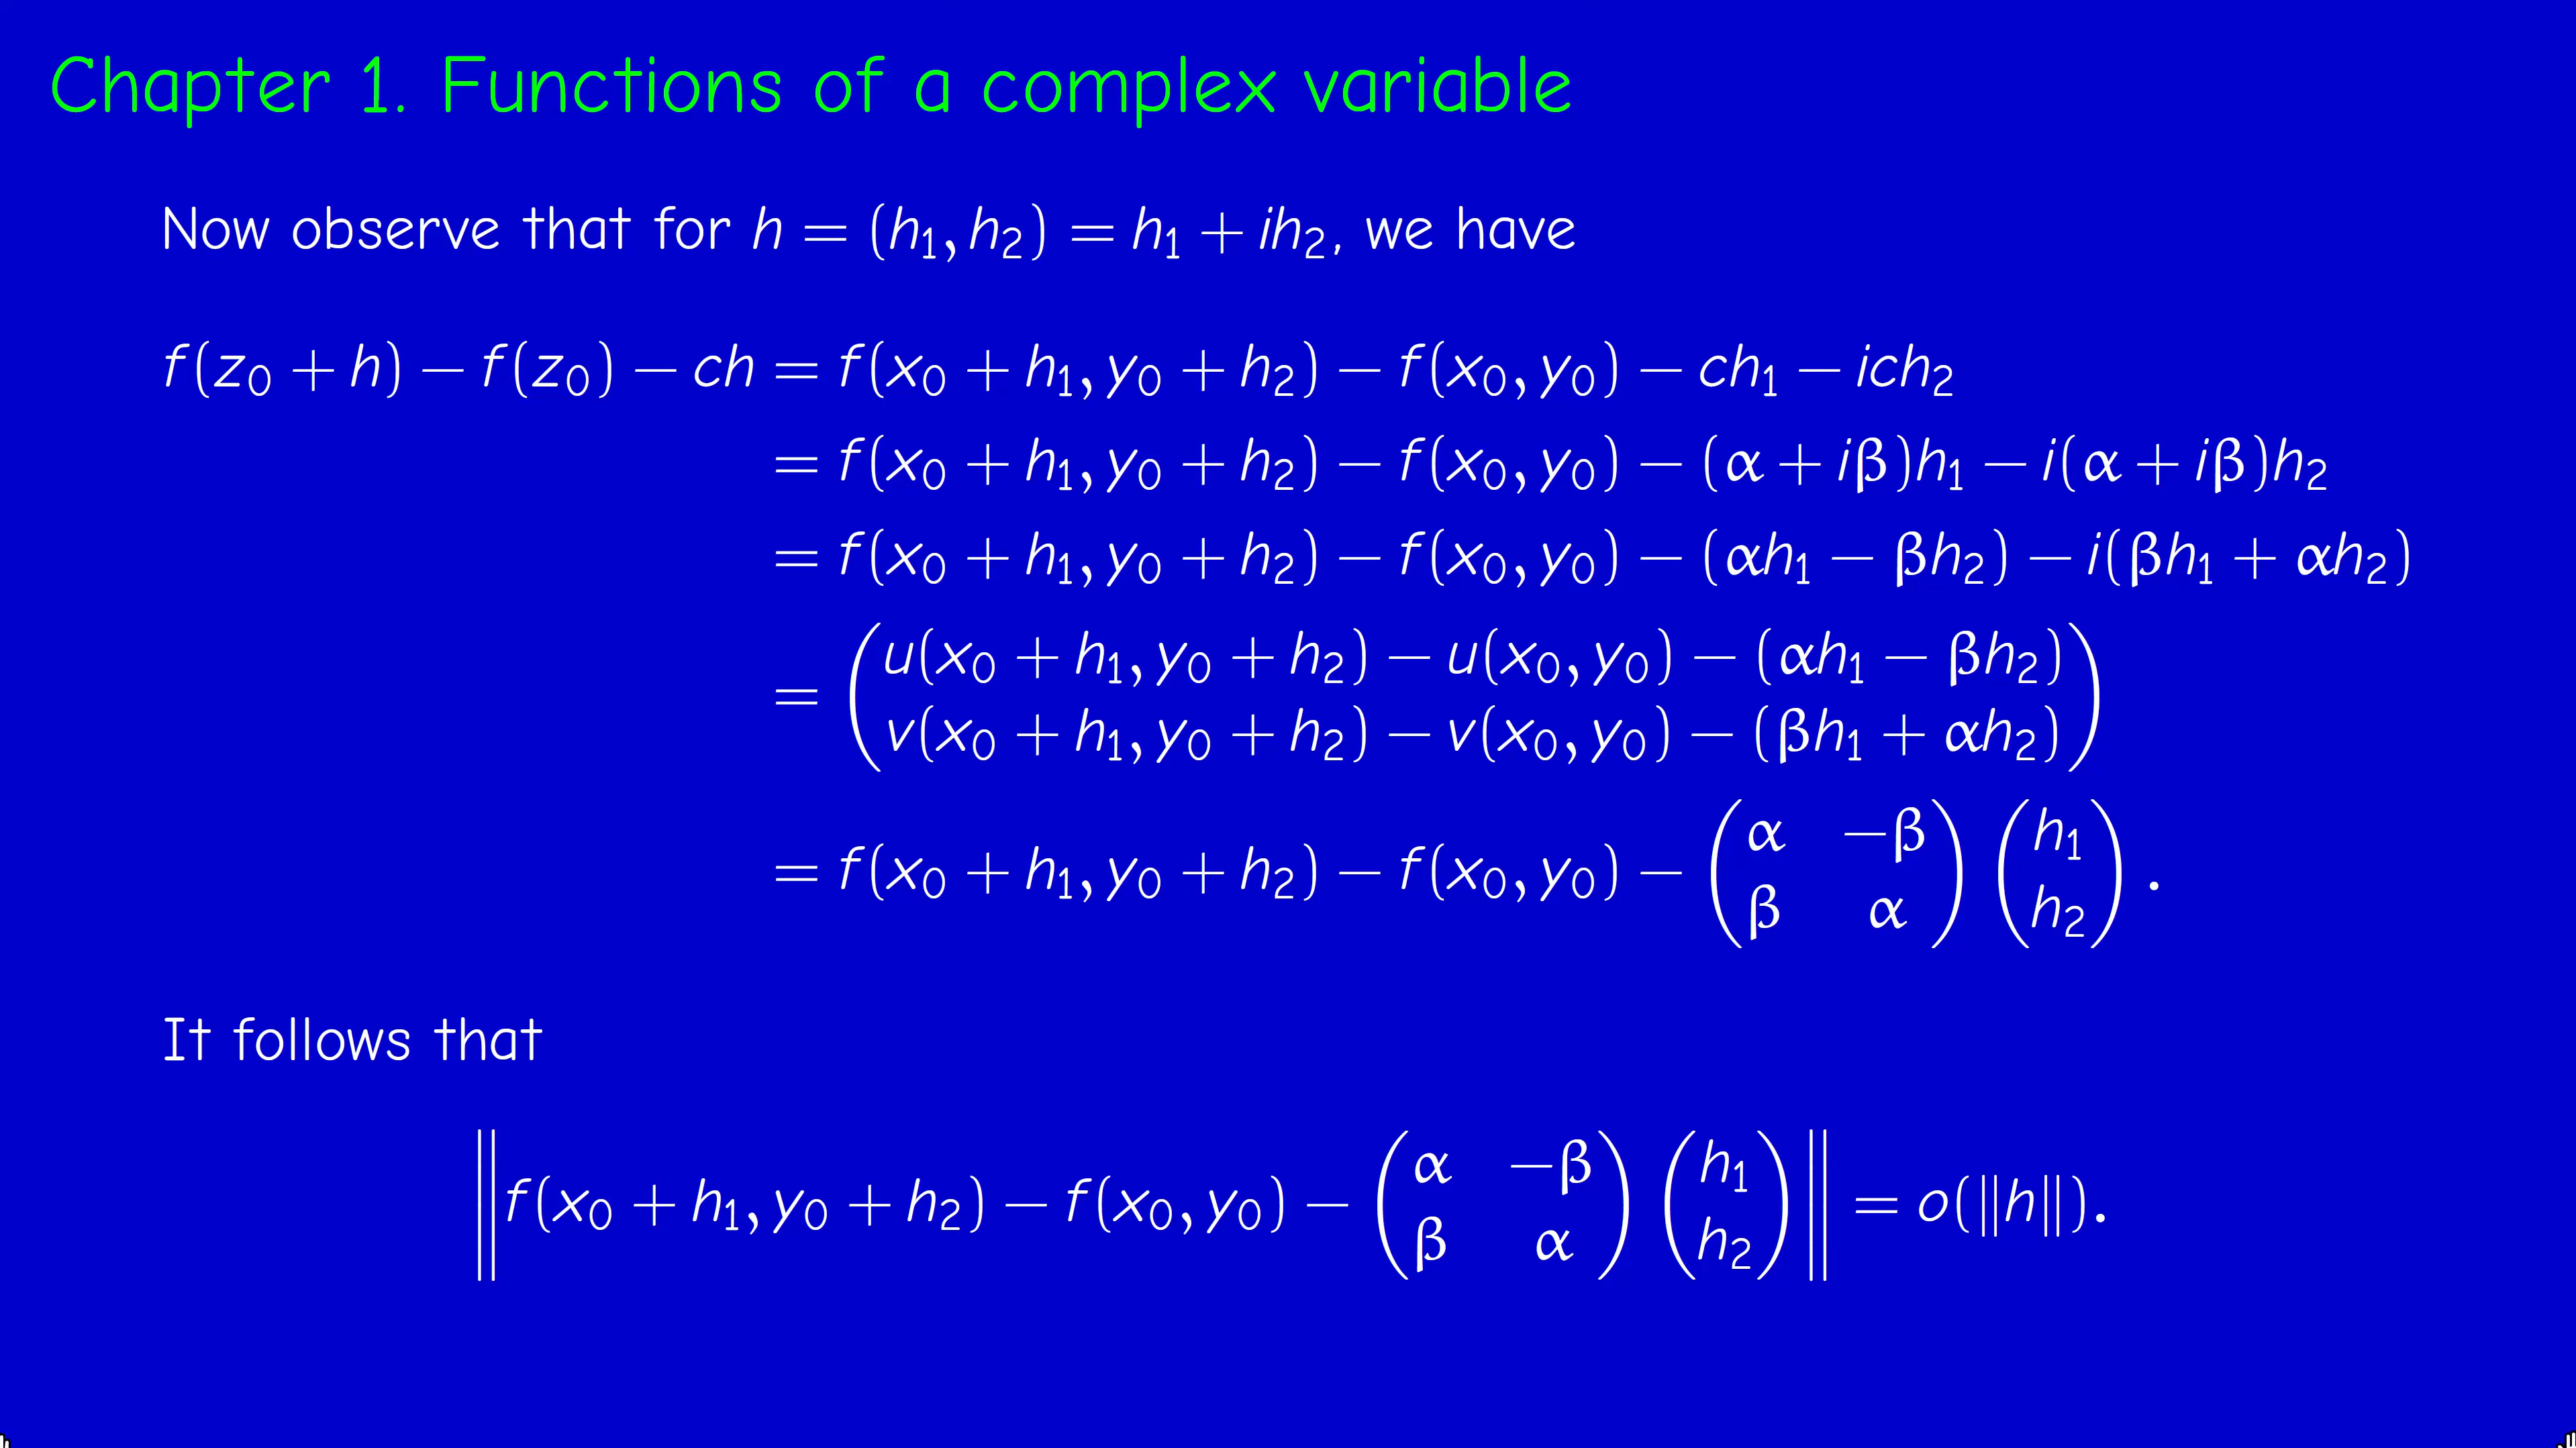 Chapter 1. Functions of a complex variable
Now observe that for h = (h₁, h₂) = h₁ + ih₂, we have
f(z₀ + h) − f(z₀) − ch = f(x₀ + h₁, y₀ + h₂) − f(x₀, y₀) − ch₁ − ich₂
= f(x₀ + h₁, y₀ + h₂) − f(x₀, y₀) − (α + iβ)h₁ − i(α + iβ)h₂
= f(x₀ + h₁, y₀ + h₂) − f(x₀, y₀) − (αh₁ − βh₂) − i(βh₁ + αh₂)
= ( u(x₀ + h₁, y₀ + h₂) − u(x₀, y₀) − (αh₁ − βh₂)
v(x₀ + h₁, y₀ + h₂) − v(x₀, y₀) − (βh₁ + αh₂) )
= f(x₀ + h₁, y₀ + h₂) − f(x₀, y₀) − ( α −β
β α ) ( h₁
h₂ ) .
It follows that
‖ f(x₀ + h₁, y₀ + h₂) − f(x₀, y₀) − ( α −β
β α ) ( h₁
h₂ ) ‖ = o(‖h‖).